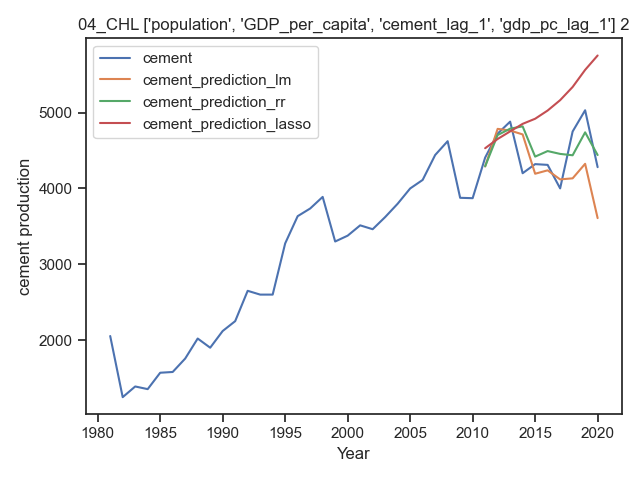 04_CHL ['population', 'GDP_per_capita', 'cement_lag_1', 'gdp_pc_lag_1'] 2
cement
cement_prediction_lm
cement_prediction_rr
cement_prediction_lasso
5000
4000
3000
2000
cement production
1980 1985 1990 1995 2000 2005 2010 2015 2020
Year